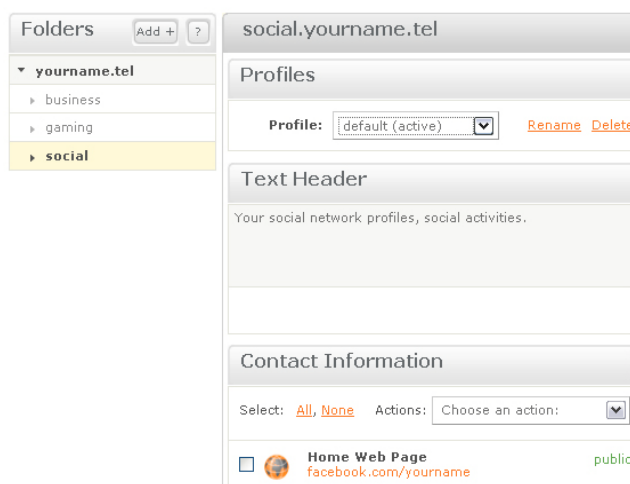 Folders
Add +
?
yourname.tel
business
gaming
social
social.yourname.tel
Profiles
Profile: default (active) Rename Delete
Text Header
Your social network profiles, social activities.
Contact Information
Select: All, None Actions: Choose an action:
Home Web Page public
facebook.com/yourname